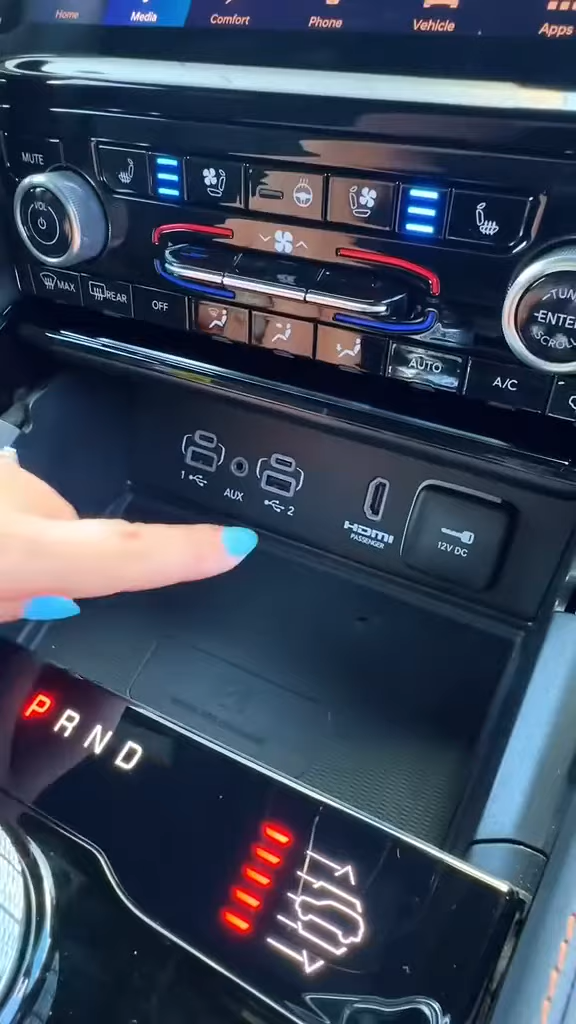 Home Media Comfort Phone Vehicle Apps
MUTE
VOL
MAX REAR OFF AUTO A/C
TUNE
ENTER
SCROLL
1 AUX 2
HDMI
PASSENGER
12V DC
P R N D